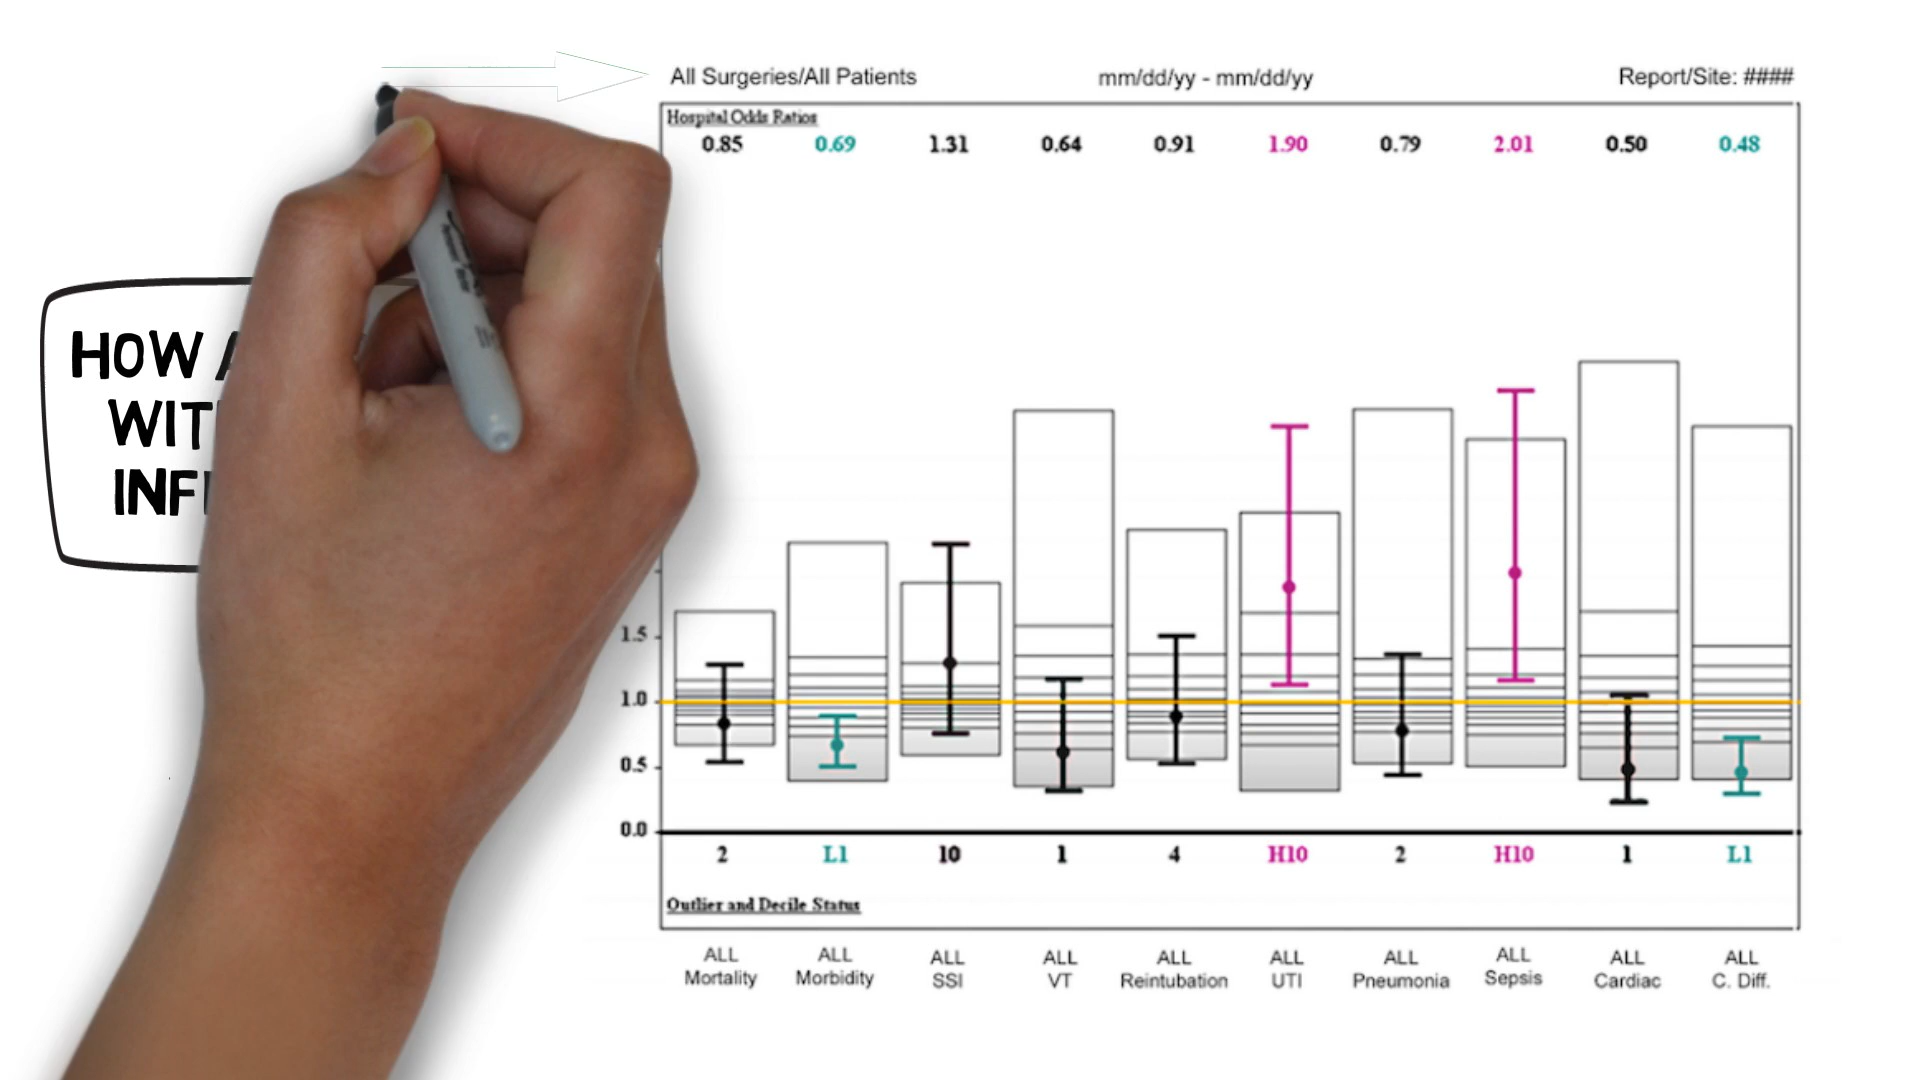 All Surgeries/All Patients mm/dd/yy - mm/dd/yy Report/Site: ####
Hospital Odds Ratios
0.85 0.69 1.31 0.64 0.91 1.90 0.79 2.01 0.50 0.48
HOW
WIT
INF
1.5
1.0
0.5
0.0
2 L1 10 1 4 H10 2 H10 1 L1
Outlier and Decile Status
ALL Mortality
ALL Morbidity
ALL SSI
ALL VT
ALL Reintubation
ALL UTI
ALL Pneumonia
ALL Sepsis
ALL Cardiac
ALL C. Diff.